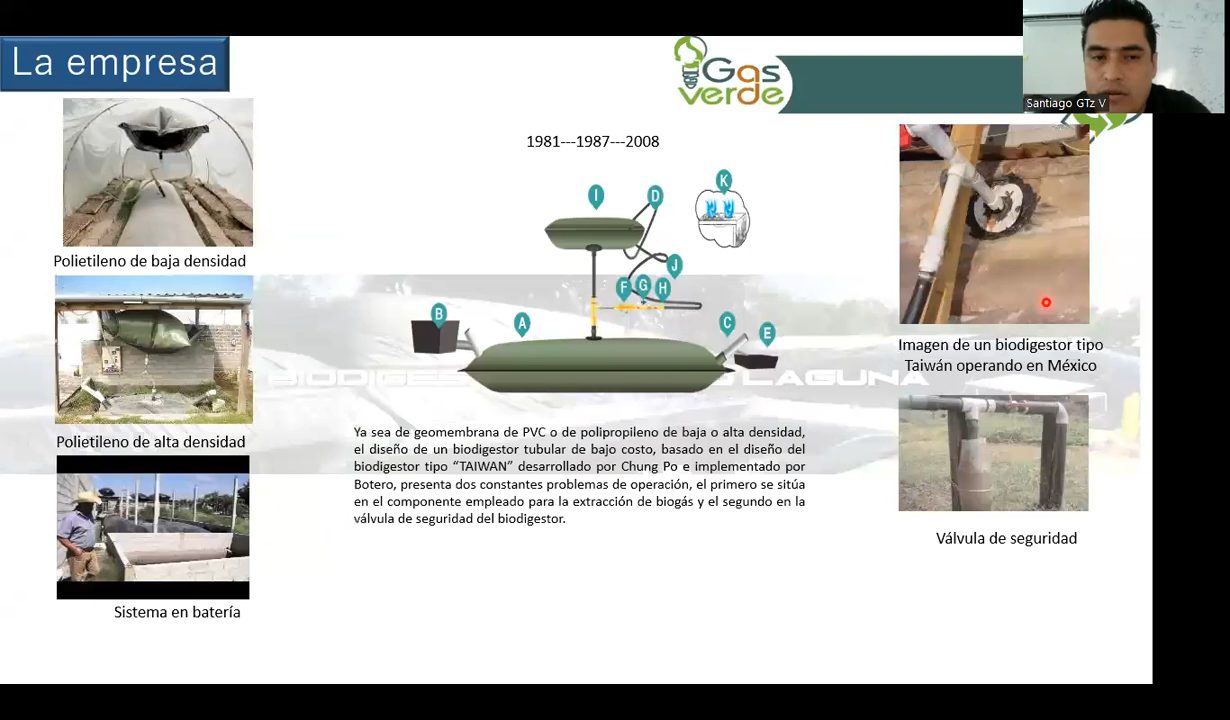 La empresa
Gas
verde
Santiago GTz V
1981---1987---2008
I
D
K
J
F
G
H
B
A
C
E
BIODIGES
LAGUNA
Polietileno de baja densidad
Polietileno de alta densidad
Sistema en batería
Ya sea de geomembrana de PVC o de polipropileno de baja o alta densidad,
el diseño de un biodigestor tubular de bajo costo, basado en el diseño del
biodigestor tipo “TAIWAN” desarrollado por Chung Po e implementado por
Botero, presenta dos constantes problemas de operación, el primero se sitúa
en el componente empleado para la extracción de biogás y el segundo en la
válvula de seguridad del biodigestor.
Imagen de un biodigestor tipo
Taiwán operando en México
Válvula de seguridad